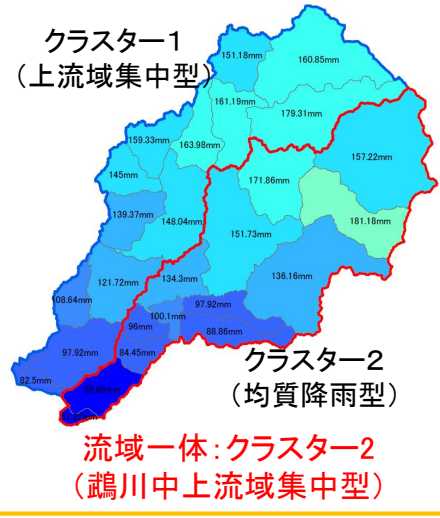 クラスター1
(上流域集中型)
151.18mm
160.85mm
161.19mm
179.31mm
159.33mm
163.98mm
157.22mm
145mm
171.86mm
139.37mm
181.18mm
148.04mm
151.73mm
136.16mm
121.72mm
134.3mm
108.64mm
97.92mm
100.1mm
96mm
88.86mm
97.92mm
84.45mm
82.5mm
クラスター2
(均質降雨型)
流域一体:クラスター2
(鵡川中上流域集中型)